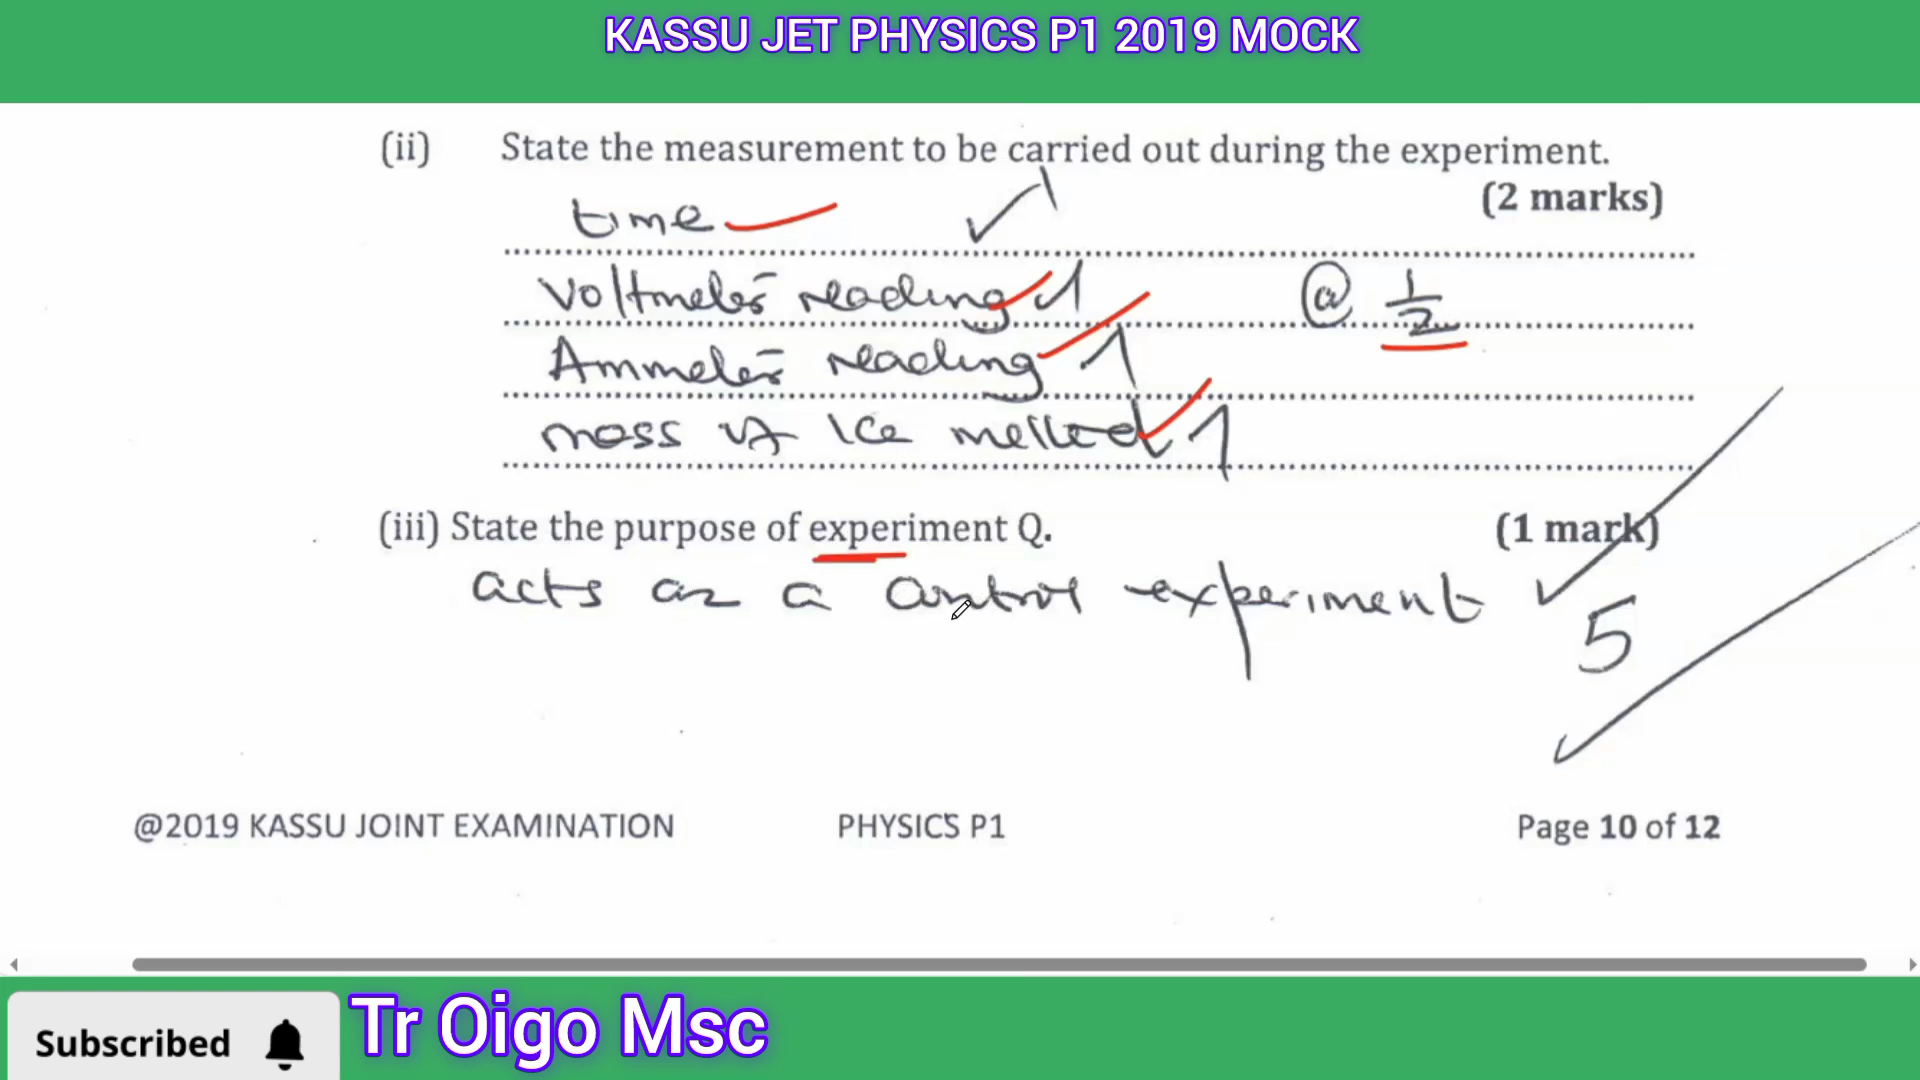 KASSU JET PHYSICS P1 2019 MOCK
(ii) State the measurement to be carried out during the experiment.
(2 marks)
time
Voltmeter reading
@ 1/2
Ammeter reading
mass of Ice melted
(iii) State the purpose of experiment Q. (1 mark)
acts as a control experiment
5
@2019 KASSU JOINT EXAMINATION PHYSICS P1 Page 10 of 12
Subscribed Tr Oigo Msc